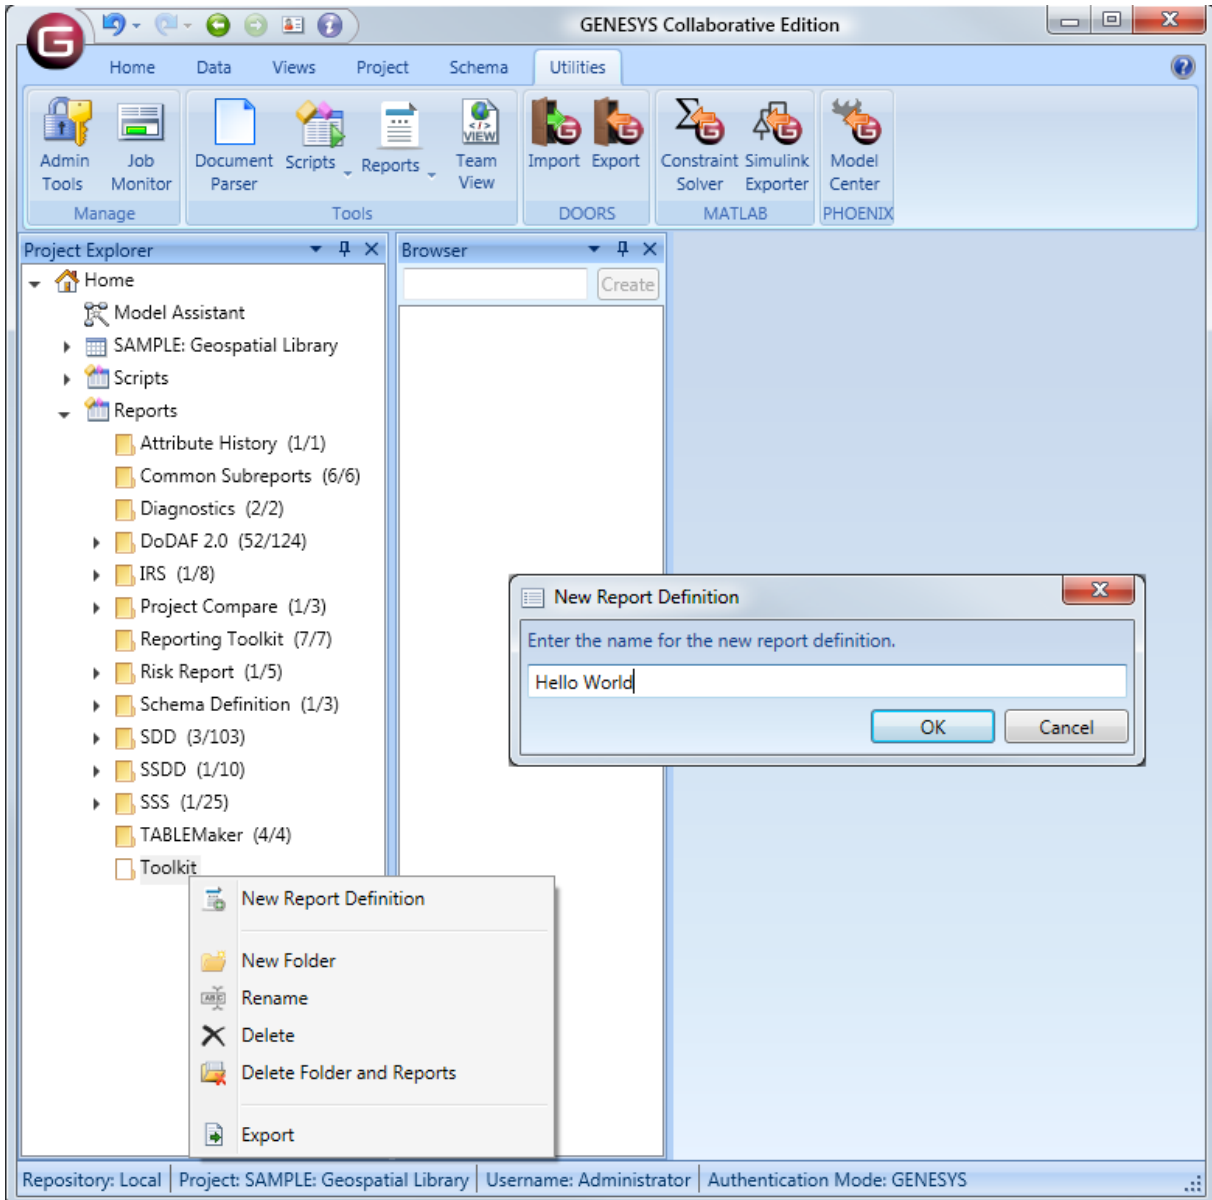 GENESYS Collaborative Edition
Home Data Views Project Schema Utilities
Admin Tools Job Monitor Document Parser Scripts Reports Team View Import Export Constraint Solver Simulink Exporter Model Center
Manage Tools DOORS MATLAB PHOENIX
Project Explorer
Home
Model Assistant
SAMPLE: Geospatial Library
Scripts
Reports
Attribute History (1/1)
Common Subreports (6/6)
Diagnostics (2/2)
DoDAF 2.0 (52/124)
IRS (1/8)
Project Compare (1/3)
Reporting Toolkit (7/7)
Risk Report (1/5)
Schema Definition (1/3)
SDD (3/103)
SSDD (1/10)
SSS (1/25)
TABLEMaker (4/4)
Toolkit
New Report Definition
New Folder
Rename
Delete
Delete Folder and Reports
Export
Browser
Create
New Report Definition
Enter the name for the new report definition.
Hello World
OK Cancel
Repository: Local Project: SAMPLE: Geospatial Library Username: Administrator Authentication Mode: GENESYS